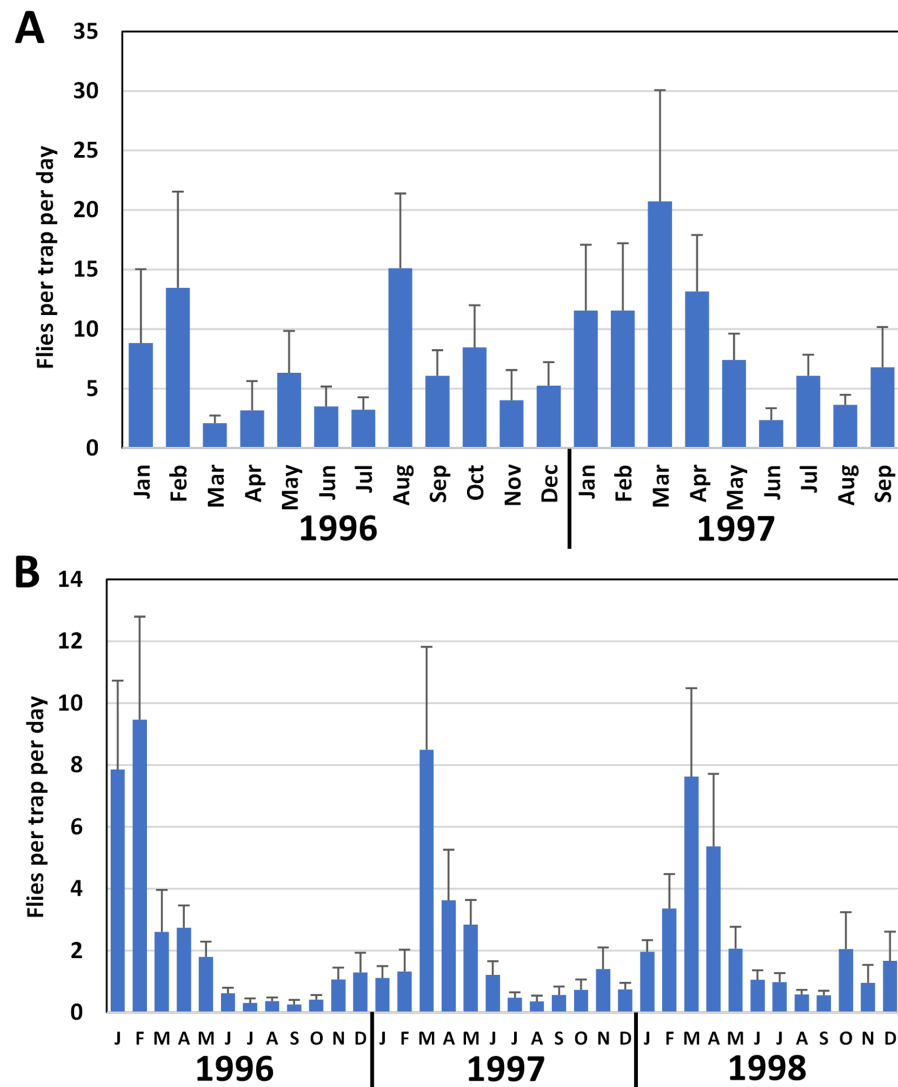 A
35
30
25
20
15
10
5
0
Flies per trap per day
Jan Feb Mar Apr May Jun Jul Aug Sep Oct Nov Dec Jan Feb Mar Apr May Jun Jul Aug Sep
1996 1997
B
14
12
10
8
6
4
2
0
Flies per trap per day
J F M A M J J A S O N D J F M A M J J A S O N D J F M A M J J A S O N D
1996 1997 1998